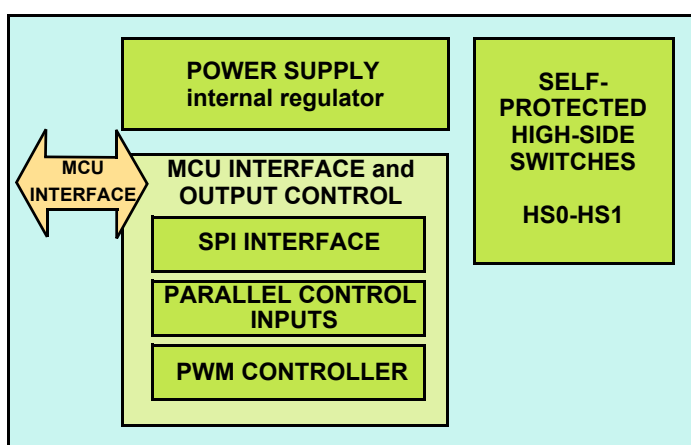 POWER SUPPLY
internal regulator
SELF-
PROTECTED
HIGH-SIDE
SWITCHES
HS0-HS1
MCU
INTERFACE
MCU INTERFACE and
OUTPUT CONTROL
SPI INTERFACE
PARALLEL CONTROL
INPUTS
PWM CONTROLLER